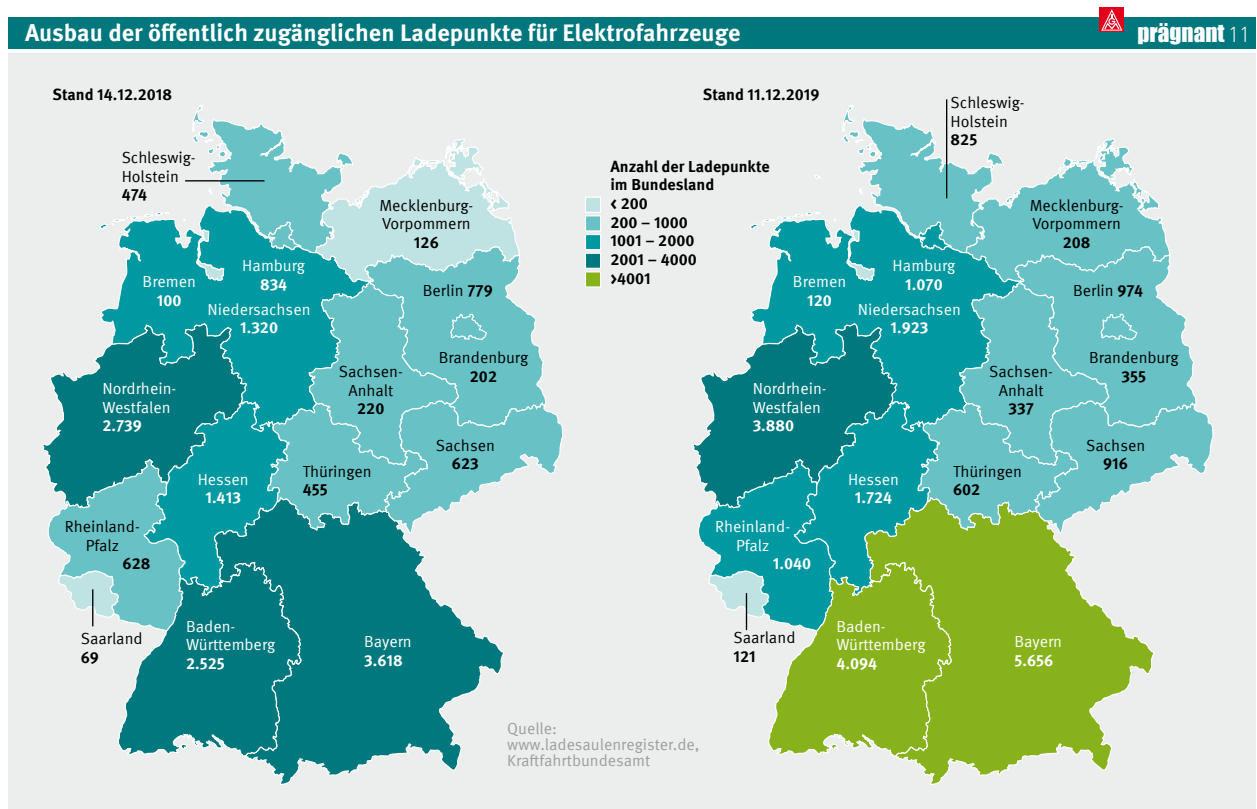 Ausbau der öffentlich zugänglichen Ladepunkte für Elektrofahrzeuge
prägnant 11
Stand 14.12.2018
Schleswig-
Holstein
474
Mecklenburg-
Vorpommern
126
Hamburg
834
Bremen
100
Niedersachsen
1.320
Berlin 779
Brandenburg
202
Sachsen-
Anhalt
220
Nordrhein-
Westfalen
2.739
Sachsen
623
Hessen
1.413
Thüringen
455
Rheinland-
Pfalz
628
Saarland
69
Baden-
Württemberg
2.525
Bayern
3.618
Anzahl der Ladepunkte
im Bundesland
< 200
200 – 1000
1001 – 2000
2001 – 4000
>4001
Stand 11.12.2019
Schleswig-
Holstein
825
Mecklenburg-
Vorpommern
208
Hamburg
1.070
Bremen
120
Niedersachsen
1.923
Berlin 974
Brandenburg
355
Sachsen-
Anhalt
337
Nordrhein-
Westfalen
3.880
Sachsen
916
Hessen
1.724
Thüringen
602
Rheinland-
Pfalz
1.040
Saarland
121
Baden-
Württemberg
4.094
Bayern
5.656
Quelle:
www.ladesaulenregister.de,
Kraftfahrtbundesamt